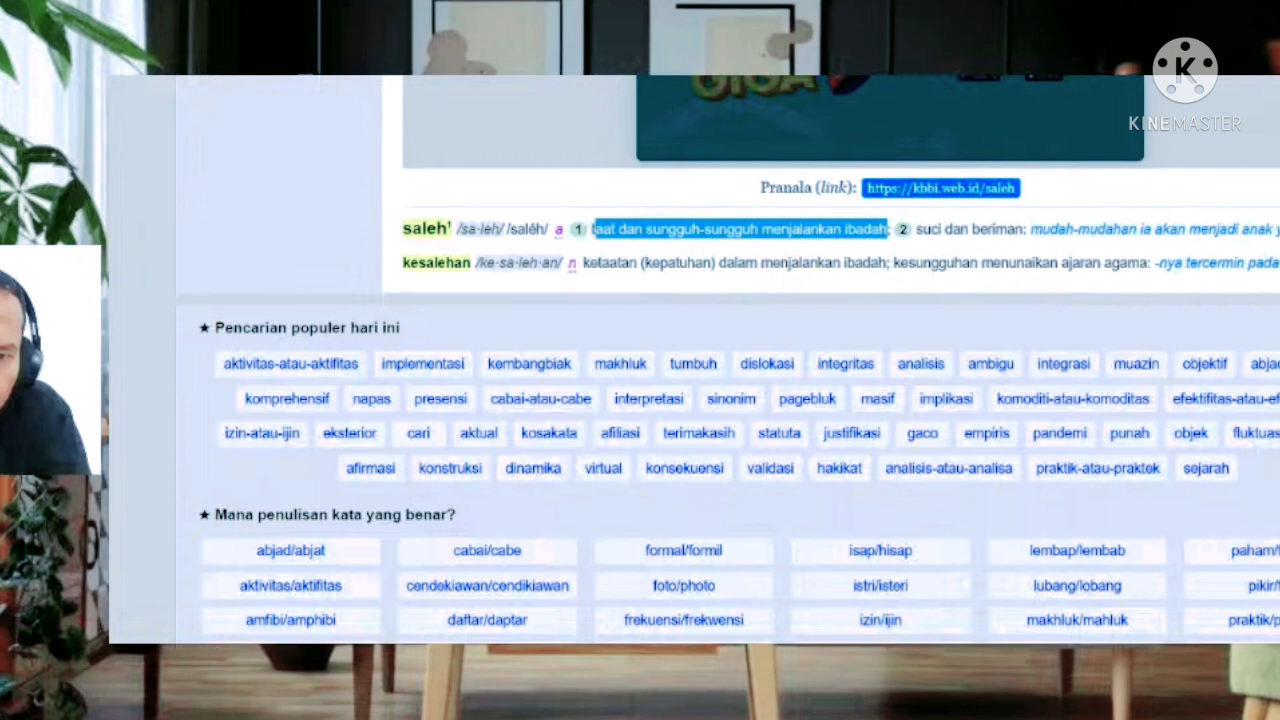 GIGA
KINEMASTER
Pranala (link): https://kbbi.web.id/saleh
saleh¹ /sa·leh/ /saléh/ a 1 taat dan sungguh-sungguh menjalankan ibadah; 2 suci dan beriman: mudah-mudahan ia akan menjadi anak
kesalehan /ke·sa·leh·an/ n ketaatan (kepatuhan) dalam menjalankan ibadah; kesungguhan menunaikan ajaran agama: -nya tercermin pada
★ Pencarian populer hari ini
aktivitas-atau-aktifitas implementasi kembangbiak makhluk tumbuh dislokasi integritas analisis ambigu integrasi muazin objektif
komprehensif napas presensi cabai-atau-cabe interpretasi sinonim pagebluk masif implikasi komoditi-atau-komoditas
izin-atau-ijin eksterior cari aktual kosakata afiliasi terimakasih statuta justifikasi gaco empiris pandemi punah objek
afirmasi konstruksi dinamika virtual konsekuensi validasi hakikat analisis-atau-analisa praktik-atau-praktek sejarah
★ Mana penulisan kata yang benar?
abjad/abjat cabai/cabe formal/formil isap/hisap lembap/lembab paham/
aktivitas/aktifitas cendekiawan/cendikiawan foto/photo istri/isteri lubang/lobang pikir/
amfibi/amphibi daftar/daptar frekuensi/frekwensi izin/ijin makhluk/mahluk praktik/